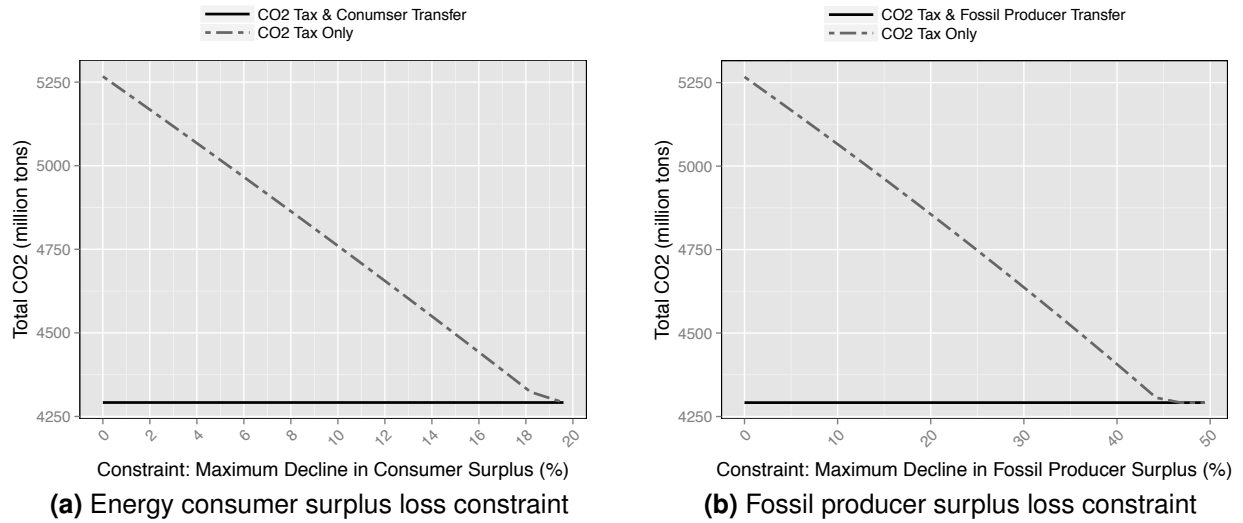 CO2 Tax & Conumser Transfer
CO2 Tax Only
5250
5000
4750
4500
4250
Total CO2 (million tons)
0
2
4
6
8
10
12
14
16
18
20
Constraint: Maximum Decline in Consumer Surplus (%)
(a) Energy consumer surplus loss constraint
CO2 Tax & Fossil Producer Transfer
CO2 Tax Only
5250
5000
4750
4500
4250
Total CO2 (million tons)
0
10
20
30
40
50
Constraint: Maximum Decline in Fossil Producer Surplus (%)
(b) Fossil producer surplus loss constraint